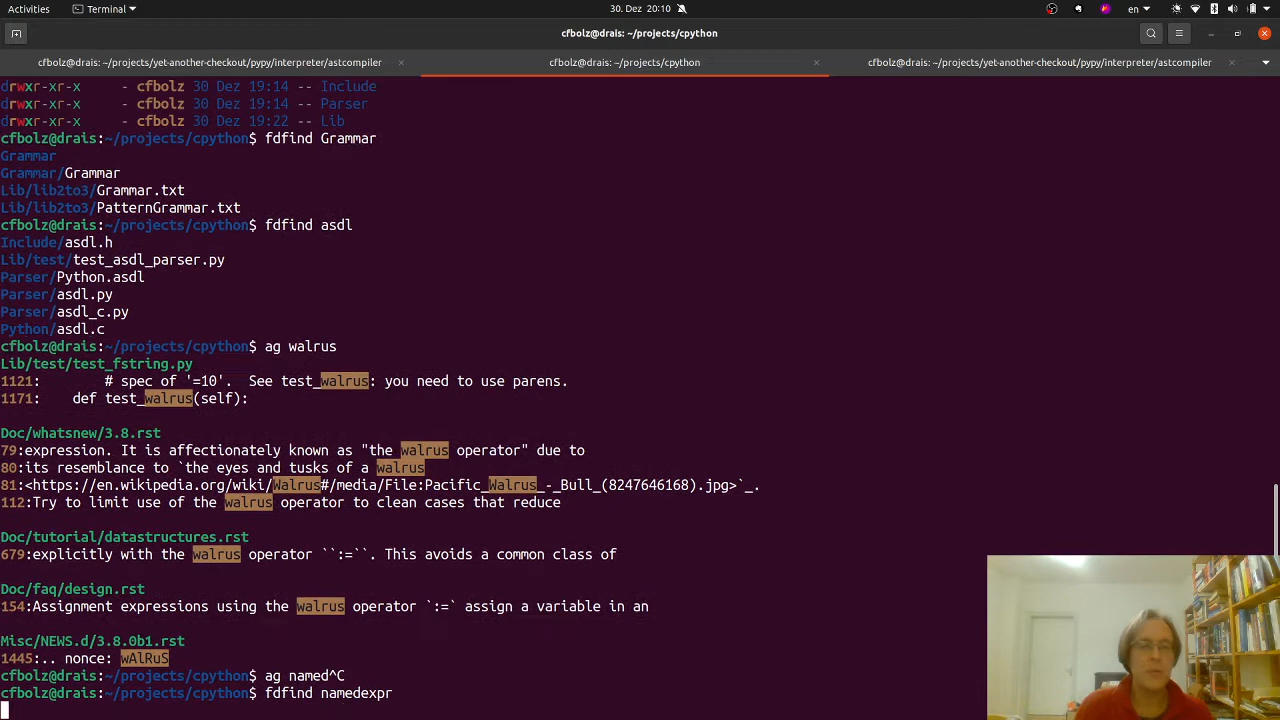 Activities Terminal 30. Dez 20:10 en
cfbolz@drais: ~/projects/cpython
cfbolz@drais: ~/projects/yet-another-checkout/pypy/interpreter/astcompiler × cfbolz@drais: ~/projects/cpython × cfbolz@drais: ~/projects/yet-another-checkout/pypy/interpreter/astcompiler ×
drwxr-xr-x - cfbolz 30 Dez 19:14 -- Include
drwxr-xr-x - cfbolz 30 Dez 19:14 -- Parser
drwxr-xr-x - cfbolz 30 Dez 19:22 -- Lib
cfbolz@drais:~/projects/cpython$ fdfind Grammar
Grammar
Grammar/Grammar
Lib/lib2to3/Grammar.txt
Lib/lib2to3/PatternGrammar.txt
cfbolz@drais:~/projects/cpython$ fdfind asdl
Include/asdl.h
Lib/test/test_asdl_parser.py
Parser/Python.asdl
Parser/asdl.py
Parser/asdl_c.py
Python/asdl.c
cfbolz@drais:~/projects/cpython$ ag walrus
Lib/test/test_fstring.py
1121:        # spec of '=10'.  See test_walrus: you need to use parens.
1171:    def test_walrus(self):
Doc/whatsnew/3.8.rst
79:expression. It is affectionately known as "the walrus operator" due to
80:its resemblance to `the eyes and tusks of a walrus
81:<https://en.wikipedia.org/wiki/Walrus#/media/File:Pacific_Walrus_-_Bull_(8247646168).jpg>`_.
112:Try to limit use of the walrus operator to clean cases that reduce
Doc/tutorial/datastructures.rst
679:explicitly with the walrus operator ``:=``. This avoids a common class of
Doc/faq/design.rst
154:Assignment expressions using the walrus operator `:=` assign a variable in an
Misc/NEWS.d/3.8.0b1.rst
1445:.. nonce: wAlRuS
cfbolz@drais:~/projects/cpython$ ag named^C
cfbolz@drais:~/projects/cpython$ fdfind namedexpr